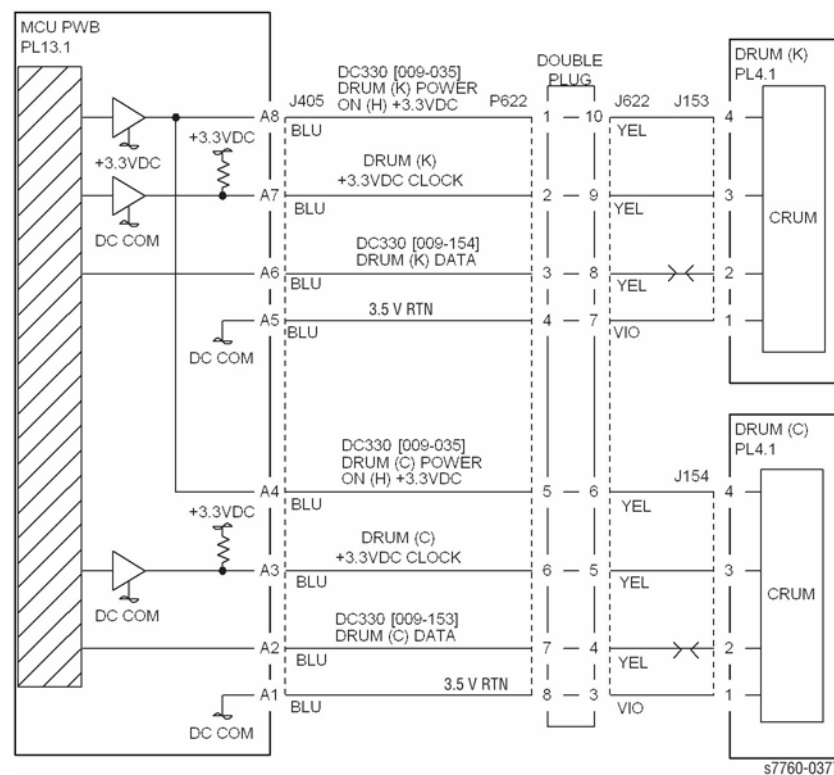 MCU PWB
PL13.1
+3.3VDC
+3.3VDC
DC COM
DC COM
+3.3VDC
DC COM
DC COM
A8
A7
A6
A5
A4
A3
A2
A1
J405
BLU
BLU
BLU
BLU
BLU
BLU
BLU
BLU
DC330 [009-035]
DRUM (K) POWER
ON (H) +3.3VDC
DRUM (K)
+3.3VDC CLOCK
DC330 [009-154]
DRUM (K) DATA
3.5 V RTN
DC330 [009-035]
DRUM (C) POWER
ON (H) +3.3VDC
DRUM (C)
+3.3VDC CLOCK
DC330 [009-153]
DRUM (C) DATA
3.5 V RTN
P622
DOUBLE
PLUG
1 10
2 9
3 8
4 7
5 6
6 5
7 4
8 3
J622
YEL
YEL
YEL
VIO
YEL
YEL
YEL
VIO
J153
J154
DRUM (K)
PL4.1
4
3
2
1
CRUM
DRUM (C)
PL4.1
4
3
2
1
CRUM